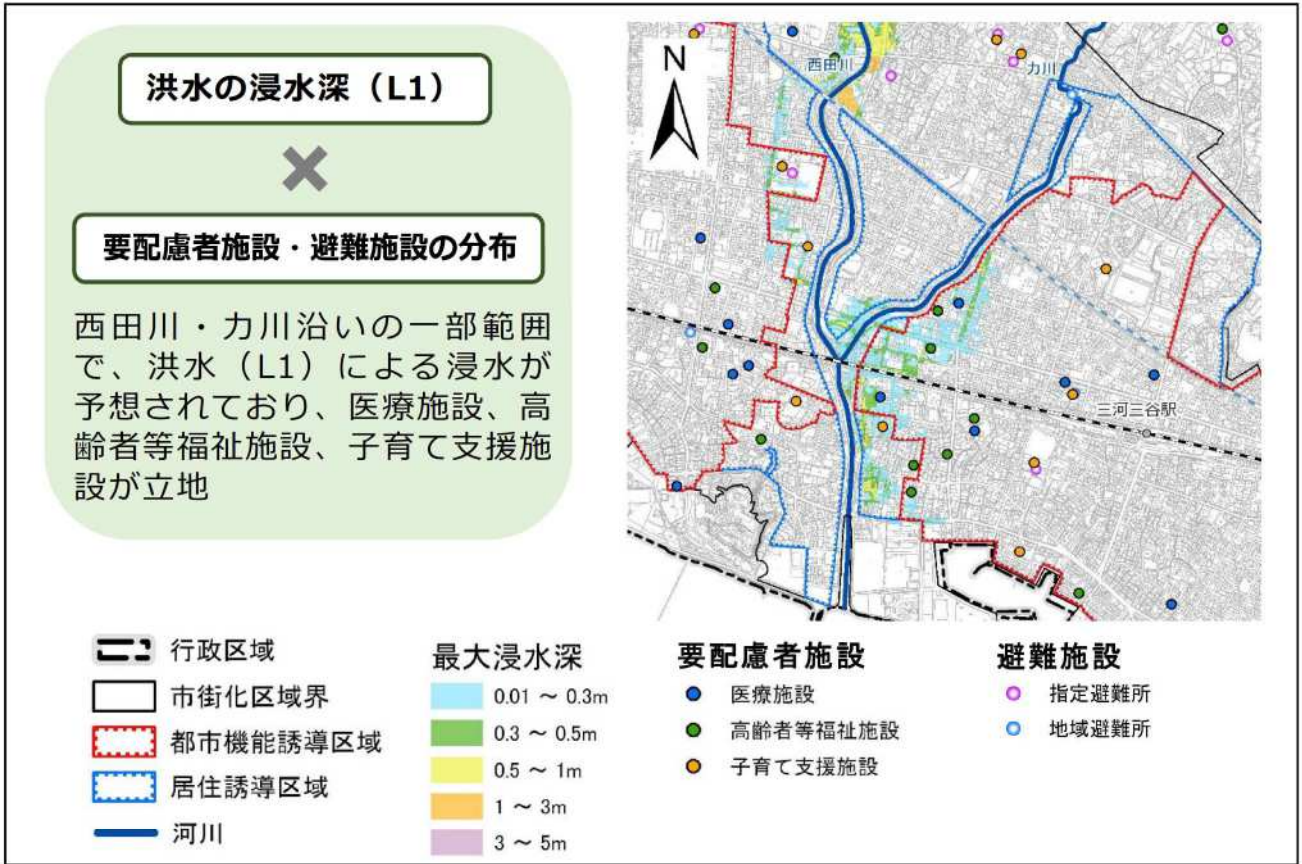 洪水の浸水深（L1）
要配慮者施設・避難施設の分布
西田川・力川沿いの一部範囲
で、洪水（L1）による浸水が
予想されており、医療施設、高
齢者等福祉施設、子育て支援施
設が立地
N
西田川
力川
三河三谷駅
行政区域
市街化区域界
都市機能誘導区域
居住誘導区域
河川
最大浸水深
0.01 ～ 0.3m
0.3 ～ 0.5m
0.5 ～ 1m
1 ～ 3m
3 ～ 5m
要配慮者施設
医療施設
高齢者等福祉施設
子育て支援施設
避難施設
指定避難所
地域避難所